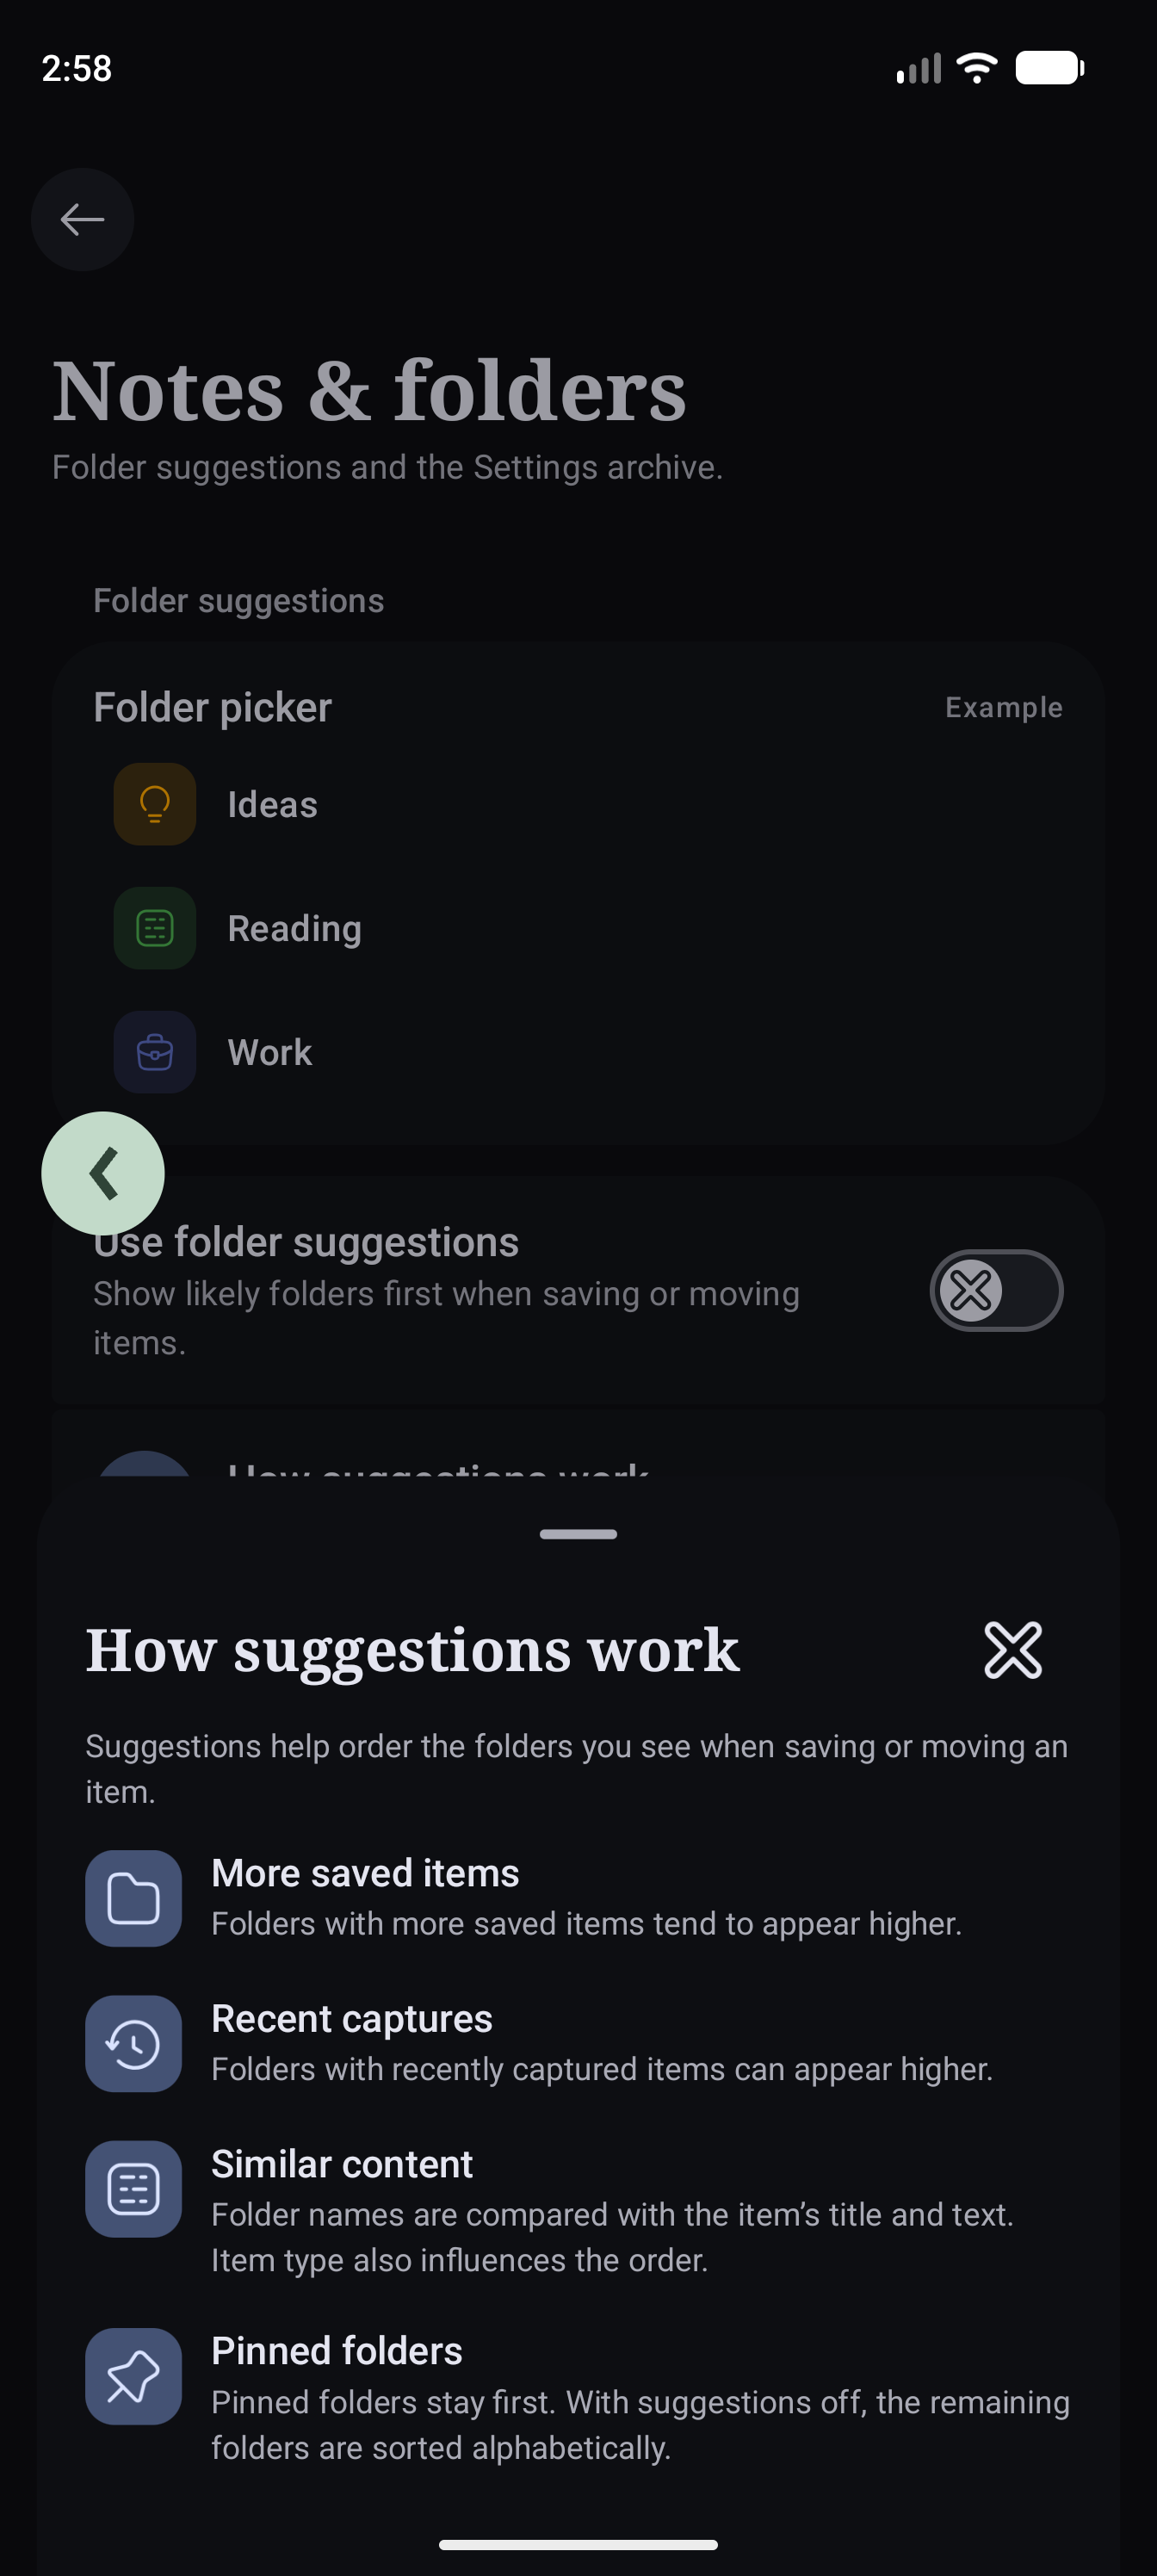 2:58
Notes & folders
Folder suggestions and the Settings archive.
Folder suggestions
Folder picker
Example
Ideas
Reading
Work
Use folder suggestions
Show likely folders first when saving or moving
items.
How suggestions work
How suggestions work
Suggestions help order the folders you see when saving or moving an
item.
More saved items
Folders with more saved items tend to appear higher.
Recent captures
Folders with recently captured items can appear higher.
Similar content
Folder names are compared with the item’s title and text.
Item type also influences the order.
Pinned folders
Pinned folders stay first. With suggestions off, the remaining
folders are sorted alphabetically.